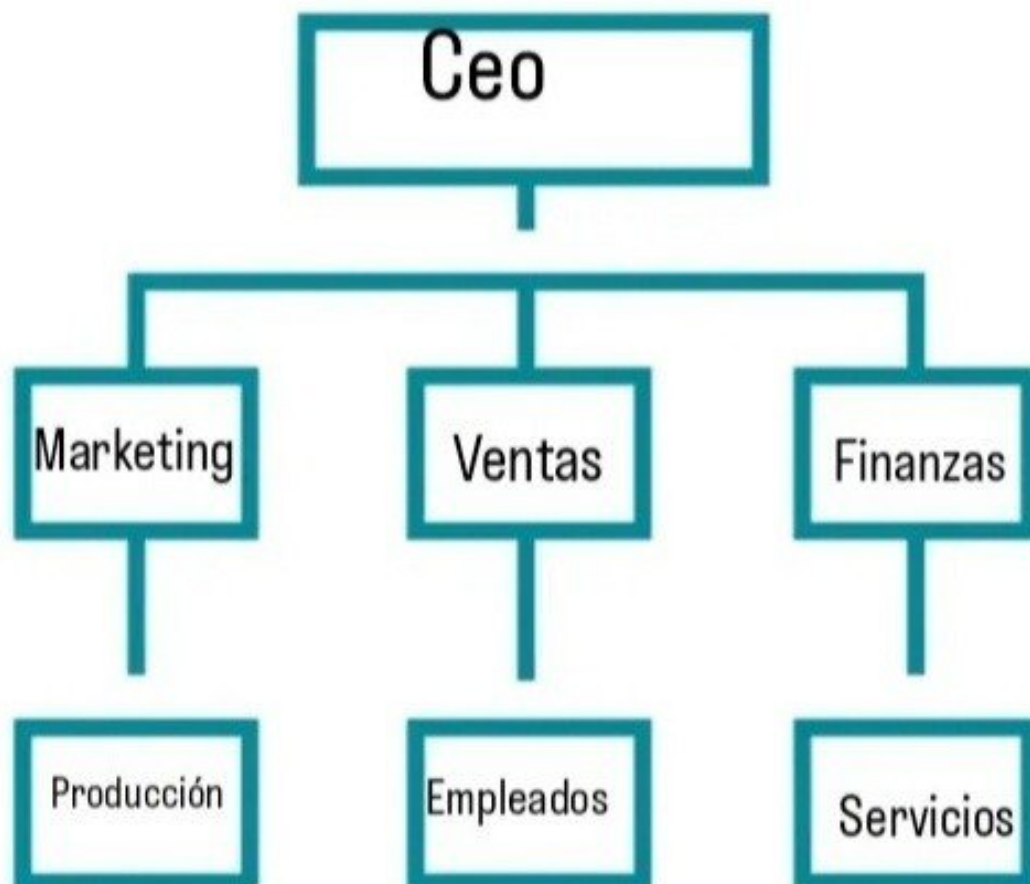 Ceo
Marketing
Ventas
Finanzas
Producción
Empleados
Servicios